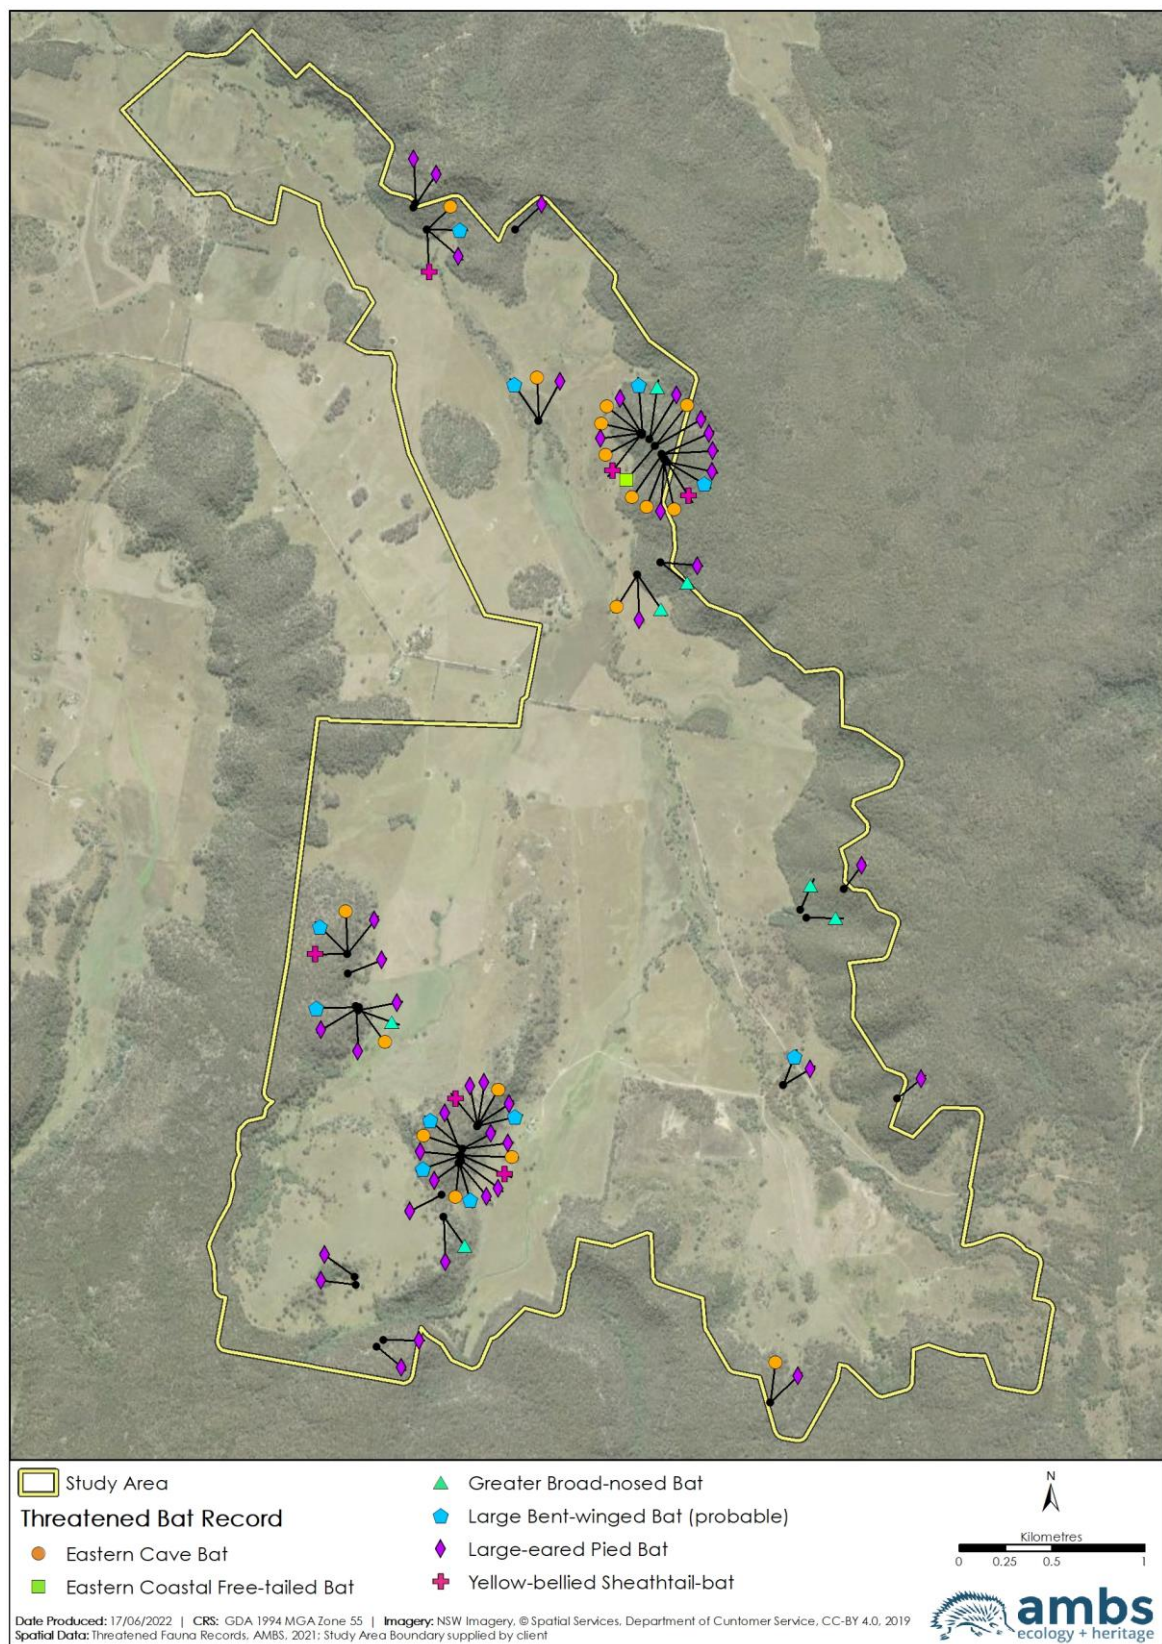 Study Area
Threatened Bat Record
Eastern Cave Bat
Eastern Coastal Free-tailed Bat
Greater Broad-nosed Bat
Large Bent-winged Bat (probable)
Large-eared Pied Bat
Yellow-bellied Sheathtail-bat
N
Kilometres
0 0.25 0.5 1
Date Produced: 17/06/2022 | CRS: GDA 1994 MGA Zone 55 | Imagery: NSW Imagery, © Spatial Services, Department of Cuntomer Service, CC-BY 4.0, 2019
Spatial Data: Threatened Fauna Records, AMBS, 2021; Study Area Boundary supplied by client
ambs
ecology + heritage